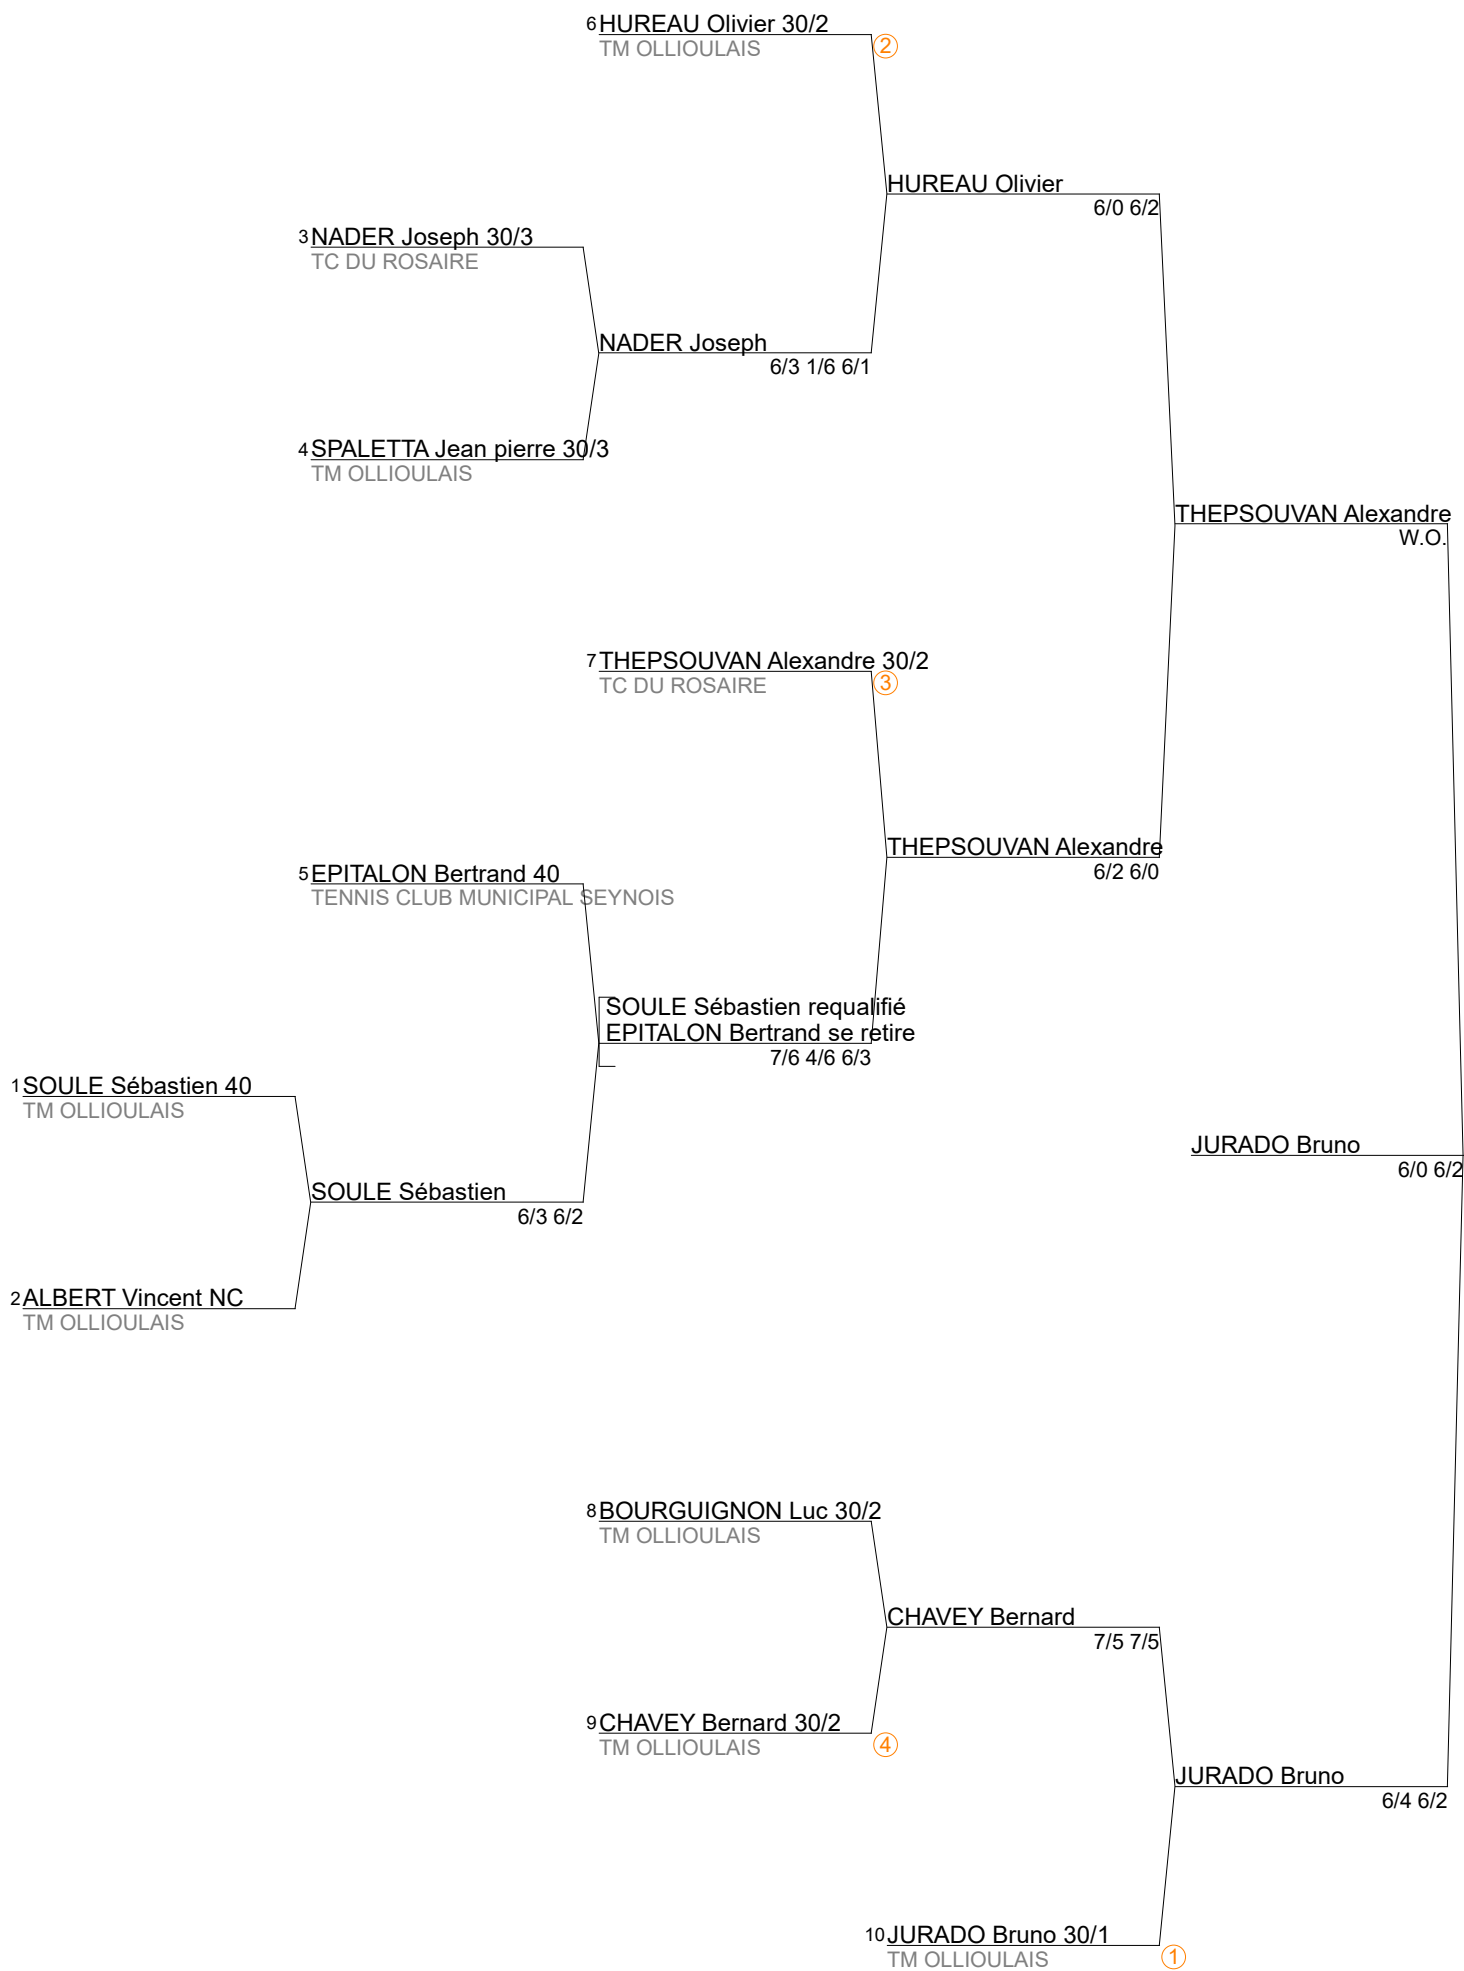 6 HUREAU Olivier 30/2
TM OLLIOULAIS
2
HUREAU Olivier
6/0 6/2
3 NADER Joseph 30/3
TC DU ROSAIRE
NADER Joseph
6/3 1/6 6/1
4 SPALETTA Jean pierre 30/3
TM OLLIOULAIS
THEPSOUVAN Alexandre
W.O.
7 THEPSOUVAN Alexandre 30/2
TC DU ROSAIRE
3
THEPSOUVAN Alexandre
6/2 6/0
5 EPITALON Bertrand 40
TENNIS CLUB MUNICIPAL SEYNOIS
SOULE Sébastien requalifié
EPITALON Bertrand se retire
7/6 4/6 6/3
1 SOULE Sébastien 40
TM OLLIOULAIS
JURADO Bruno
6/0 6/2
SOULE Sébastien
6/3 6/2
2 ALBERT Vincent NC
TM OLLIOULAIS
8 BOURGUIGNON Luc 30/2
TM OLLIOULAIS
CHAVEY Bernard
7/5 7/5
9 CHAVEY Bernard 30/2
TM OLLIOULAIS
4
JURADO Bruno
6/4 6/2
10 JURADO Bruno 30/1
TM OLLIOULAIS
1